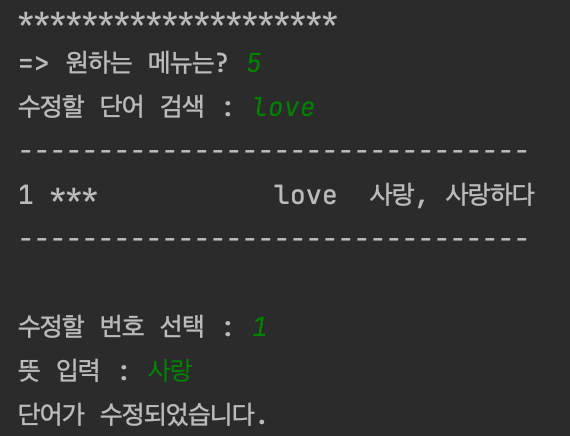 ********************
=> 원하는 메뉴는? 5
수정할 단어 검색 : love
--------------------------------
1 ***           love  사랑, 사랑하다
--------------------------------
수정할 번호 선택 : 1
뜻 입력 : 사랑
단어가 수정되었습니다.